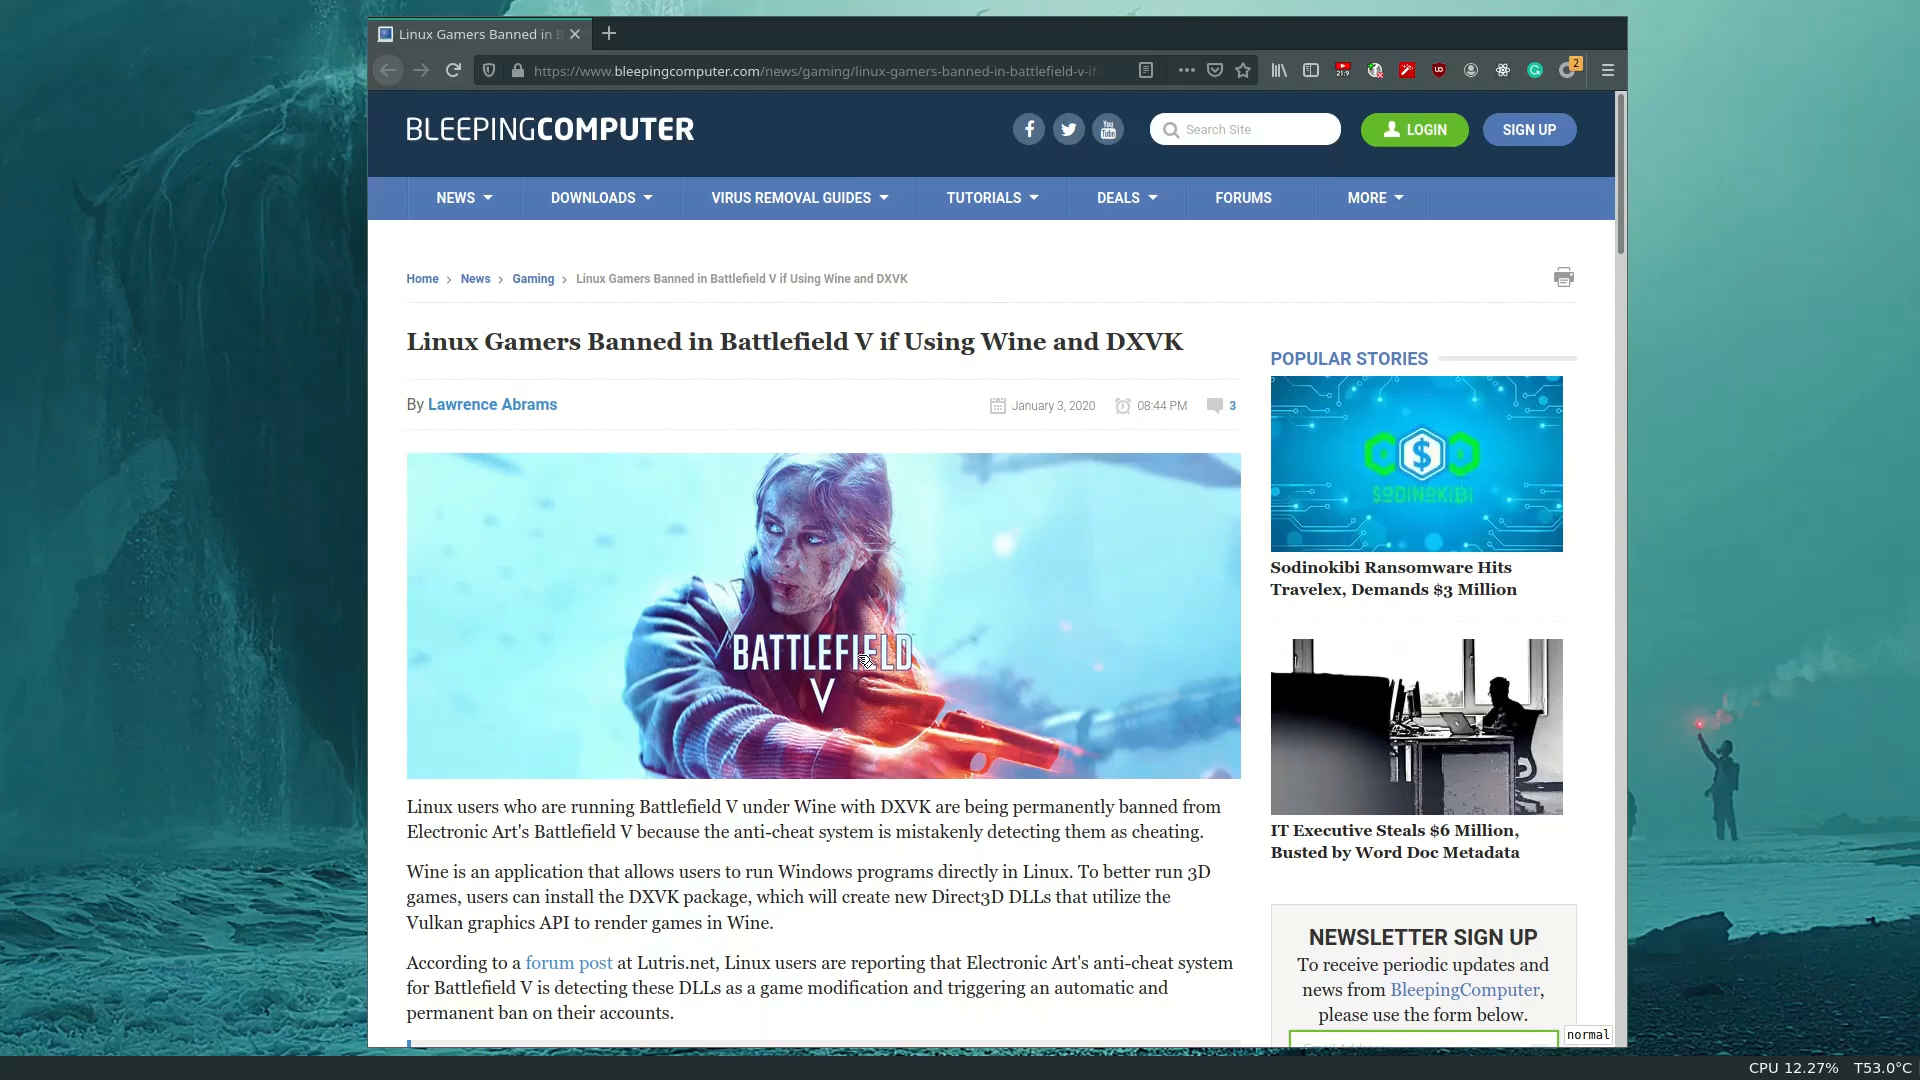 Linux Gamers Banned in B
https://www.bleepingcomputer.com/news/gaming/linux-gamers-banned-in-battlefield-v-if
21:9
2
BLEEPINGCOMPUTER
You
Tube
Search Site
LOGIN
SIGN UP
NEWS
DOWNLOADS
VIRUS REMOVAL GUIDES
TUTORIALS
DEALS
FORUMS
MORE
Home > News > Gaming > Linux Gamers Banned in Battlefield V if Using Wine and DXVK
Linux Gamers Banned in Battlefield V if Using Wine and DXVK
By Lawrence Abrams
January 3, 2020
08:44 PM
3
BATTLEFIELD
V
Linux users who are running Battlefield V under Wine with DXVK are being permanently banned from
Electronic Art's Battlefield V because the anti-cheat system is mistakenly detecting them as cheating.
Wine is an application that allows users to run Windows programs directly in Linux. To better run 3D
games, users can install the DXVK package, which will create new Direct3D DLLs that utilize the
Vulkan graphics API to render games in Wine.
According to a forum post at Lutris.net, Linux users are reporting that Electronic Art's anti-cheat system
for Battlefield V is detecting these DLLs as a game modification and triggering an automatic and
permanent ban on their accounts.
POPULAR STORIES
$
SODINOKIBI
Sodinokibi Ransomware Hits
Travelex, Demands $3 Million
IT Executive Steals $6 Million,
Busted by Word Doc Metadata
NEWSLETTER SIGN UP
To receive periodic updates and
news from BleepingComputer,
please use the form below.
normal
CPU 12.27% T53.0°C